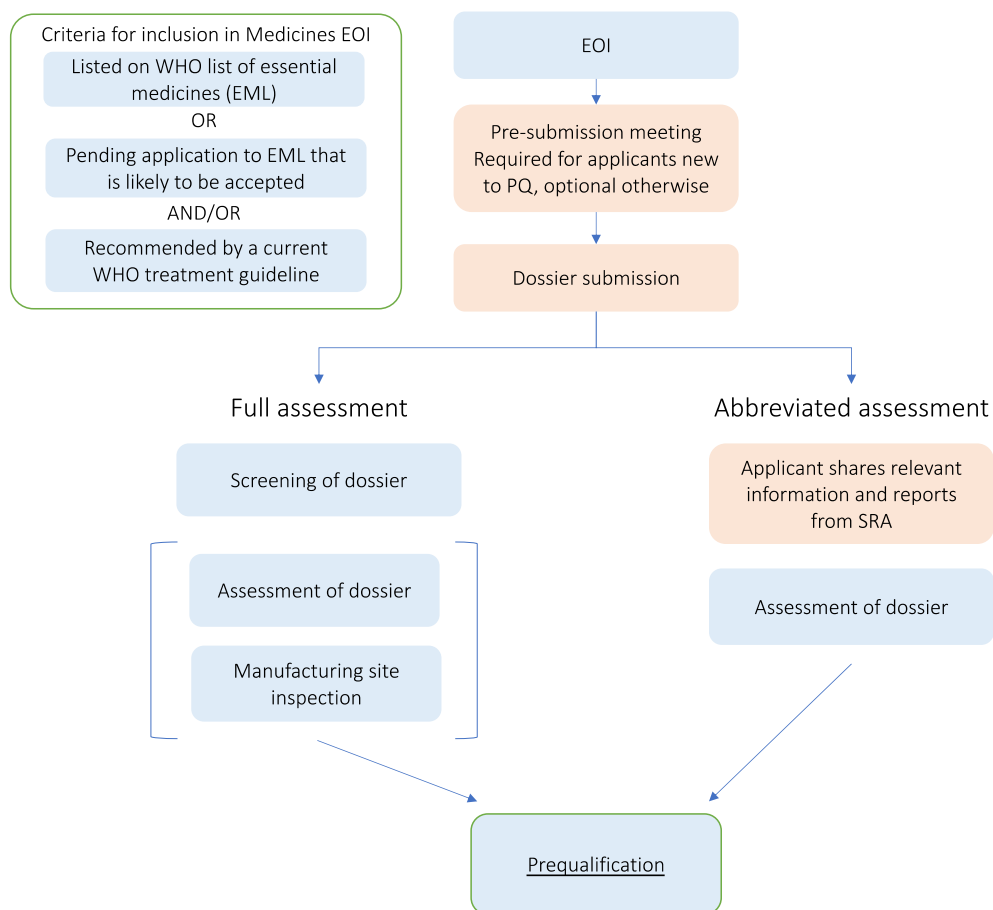 Criteria for inclusion in Medicines EOI
Listed on WHO list of essential
medicines (EML)
OR
Pending application to EML that
is likely to be accepted
AND/OR
Recommended by a current
WHO treatment guideline
EOI
Pre-submission meeting
Required for applicants new
to PQ, optional otherwise
Dossier submission
Full assessment
Screening of dossier
Assessment of dossier
Manufacturing site
inspection
Abbreviated assessment
Applicant shares relevant
information and reports
from SRA
Assessment of dossier
Prequalification